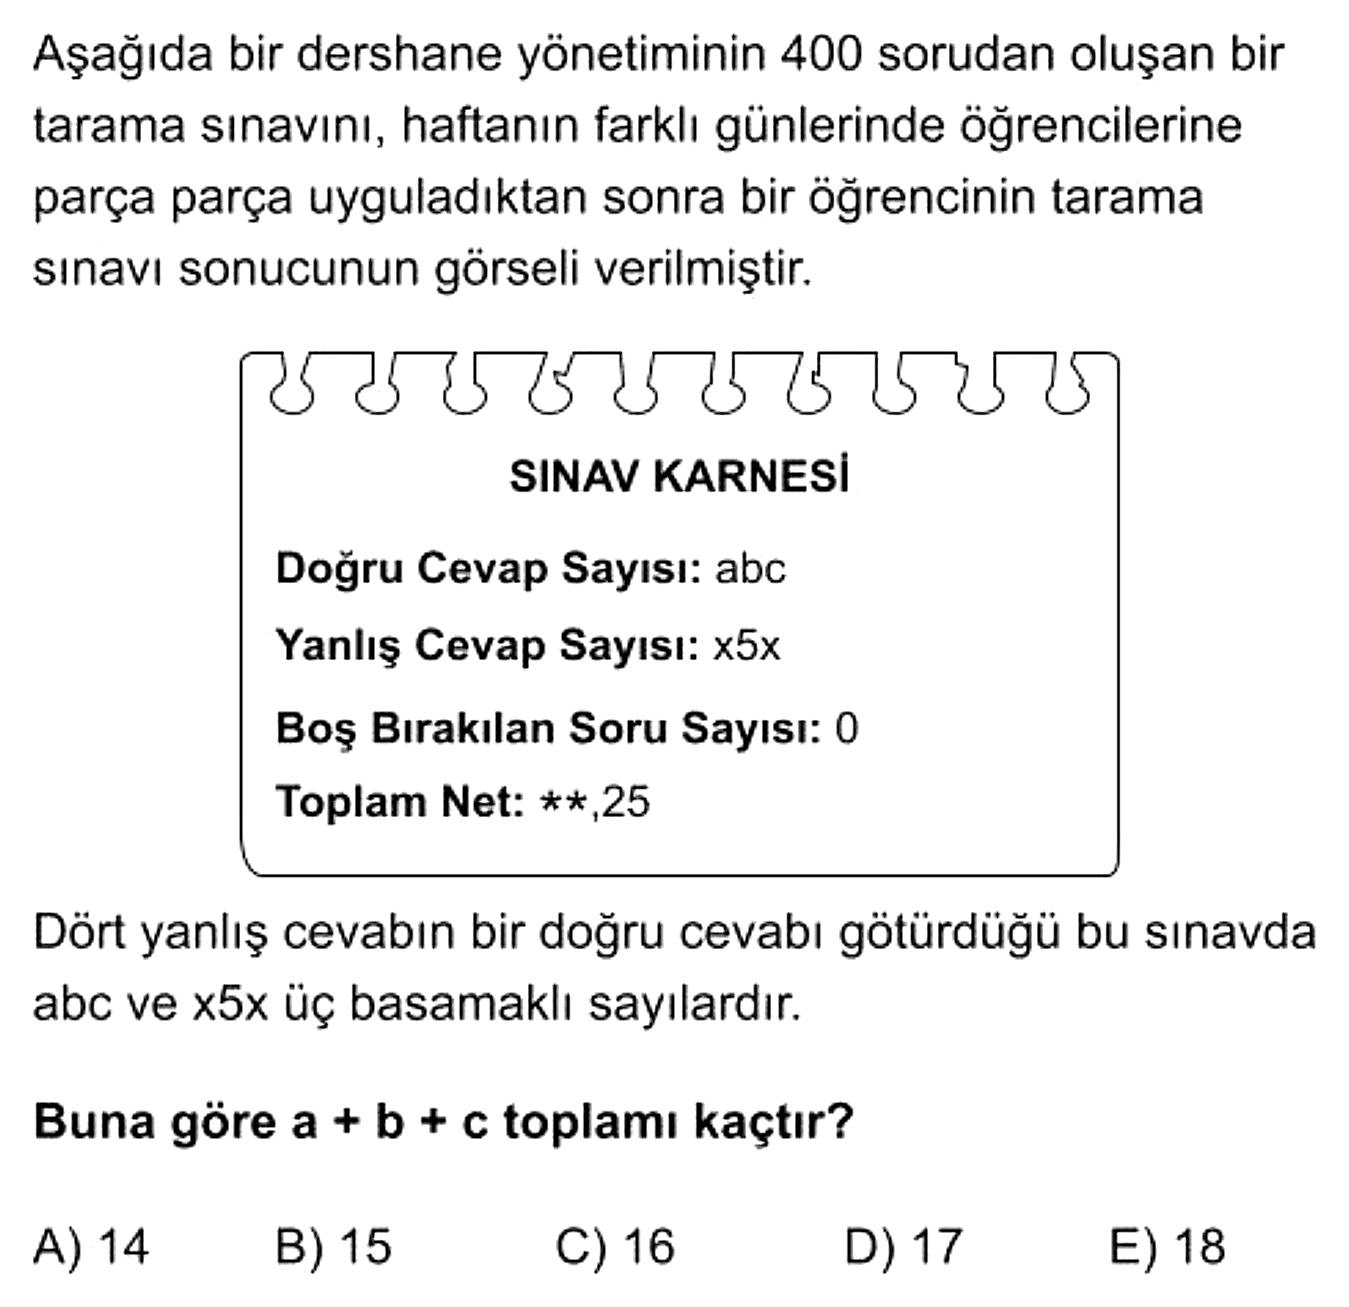 Aşağıda bir dershane yönetiminin 400 sorudan oluşan bir
tarama sınavını, haftanın farklı günlerinde öğrencilerine
parça parça uyguladıktan sonra bir öğrencinin tarama
sınavı sonucunun görseli verilmiştir.
SINAV KARNESİ
Doğru Cevap Sayısı: abc
Yanlış Cevap Sayısı: x5x
Boş Bırakılan Soru Sayısı: 0
Toplam Net: **,25
Dört yanlış cevabın bir doğru cevabı götürdüğü bu sınavda
abc ve x5x üç basamaklı sayılardır.
Buna göre a + b + c toplamı kaçtır?
A) 14 B) 15 C) 16 D) 17 E) 18